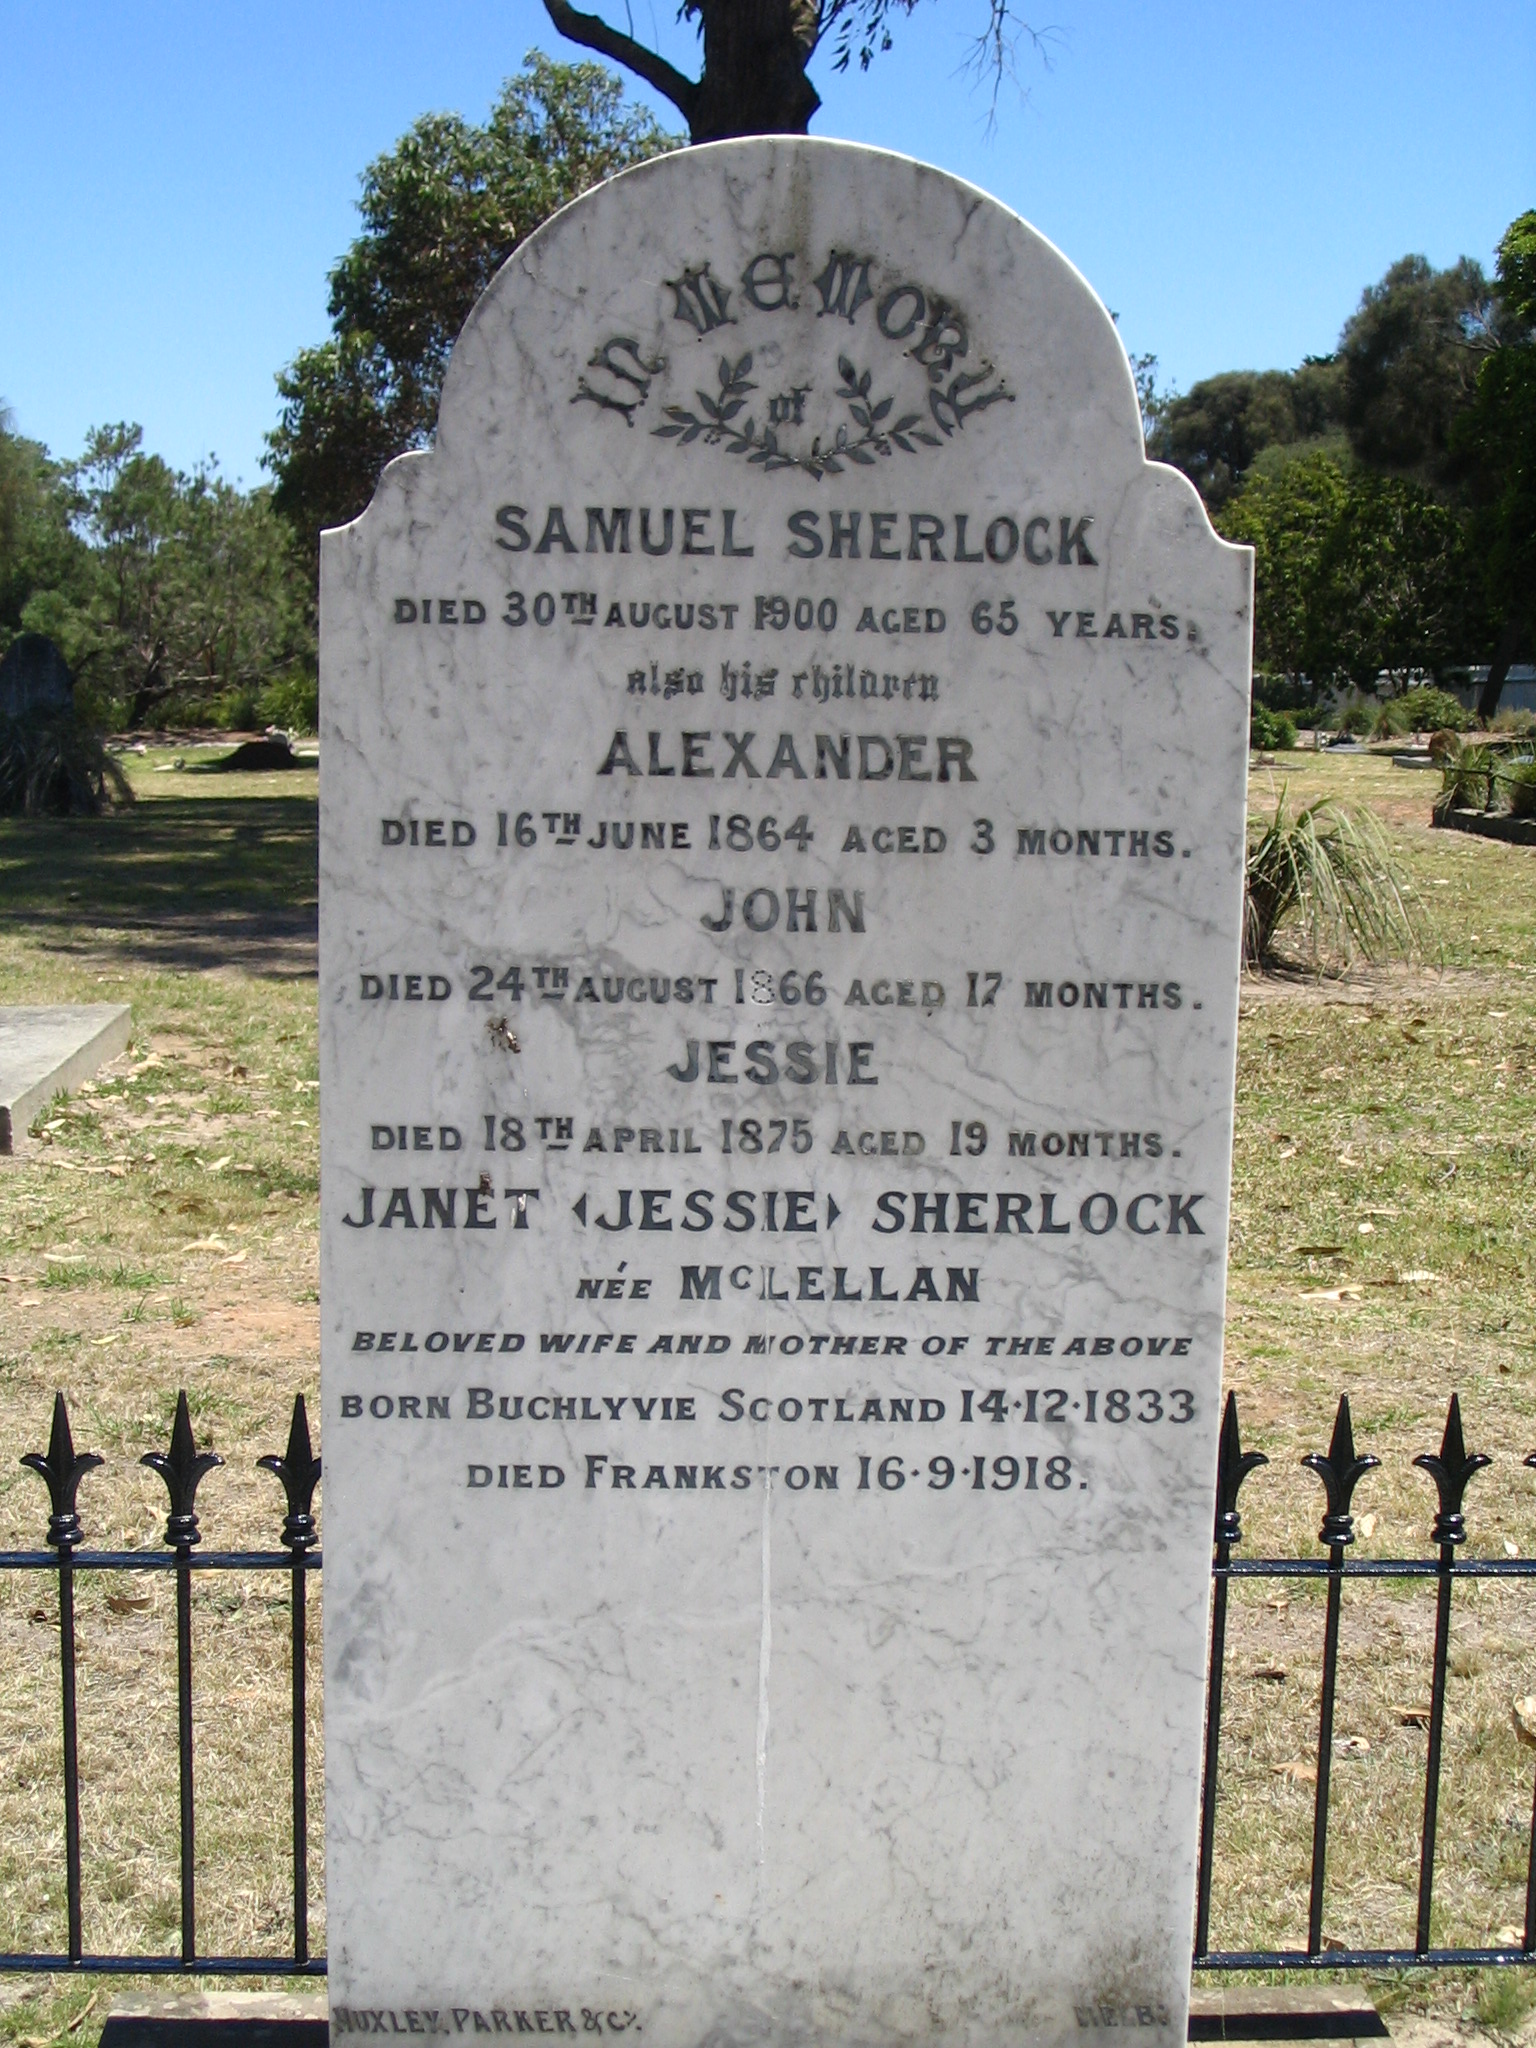 IN MEMORY
of
SAMUEL SHERLOCK
DIED 30TH AUGUST 1900 AGED 65 YEARS.
also his children
ALEXANDER
DIED 16TH JUNE 1864 AGED 3 MONTHS.
JOHN
DIED 24TH AUGUST 1866 AGED 17 MONTHS.
JESSIE
DIED 18TH APRIL 1875 AGED 19 MONTHS.
JANET (JESSIE) SHERLOCK
NÉE McLELLAN
BELOVED WIFE AND MOTHER OF THE ABOVE
BORN BUCHLYVIE SCOTLAND 14·12·1833
DIED FRANKSTON 16·9·1918.
HUXLEY, PARKER & Co. MELB.